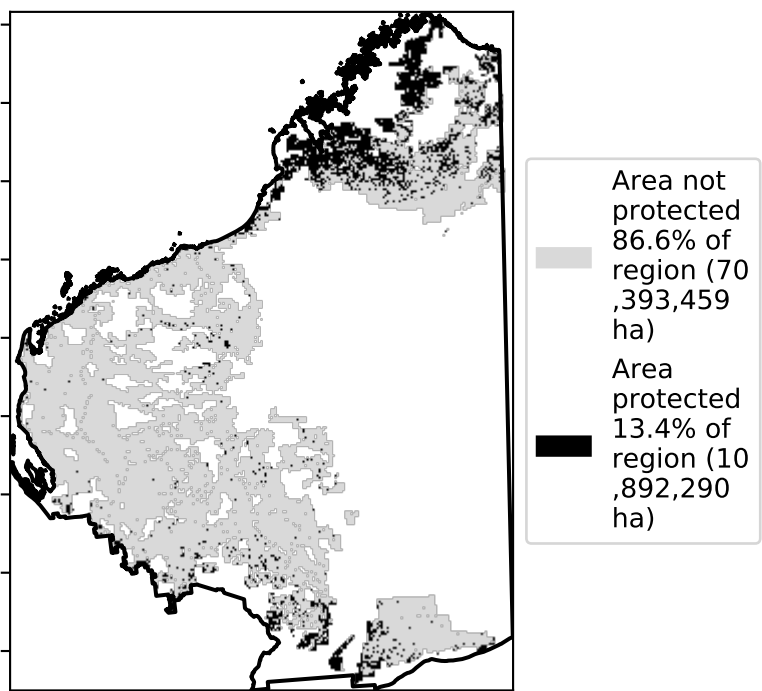 Area not
protected
86.6% of
region (70
,393,459
ha)
Area
protected
13.4% of
region (10
,892,290
ha)